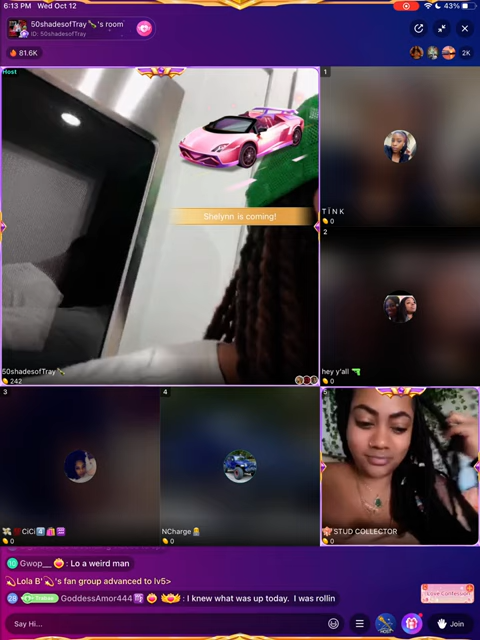 6:13 PM Wed Oct 12
43%
50shadesofTray's room
ID: 50shadesofTray
81.6K
2K
Host
Shelynn is coming!
1
T Ï N K
0
2
hey y'all
0
50shadesofTray
242
3
CiCi
0
4
NCharge
0
5
STUD COLLECTOR
0
Gwop__ : Lo a weird man
Lola B''s fan group advanced to lv5>
GoddessAmor444 : I knew what was up today. I was rollin
Love Confession
Say Hi...
Join